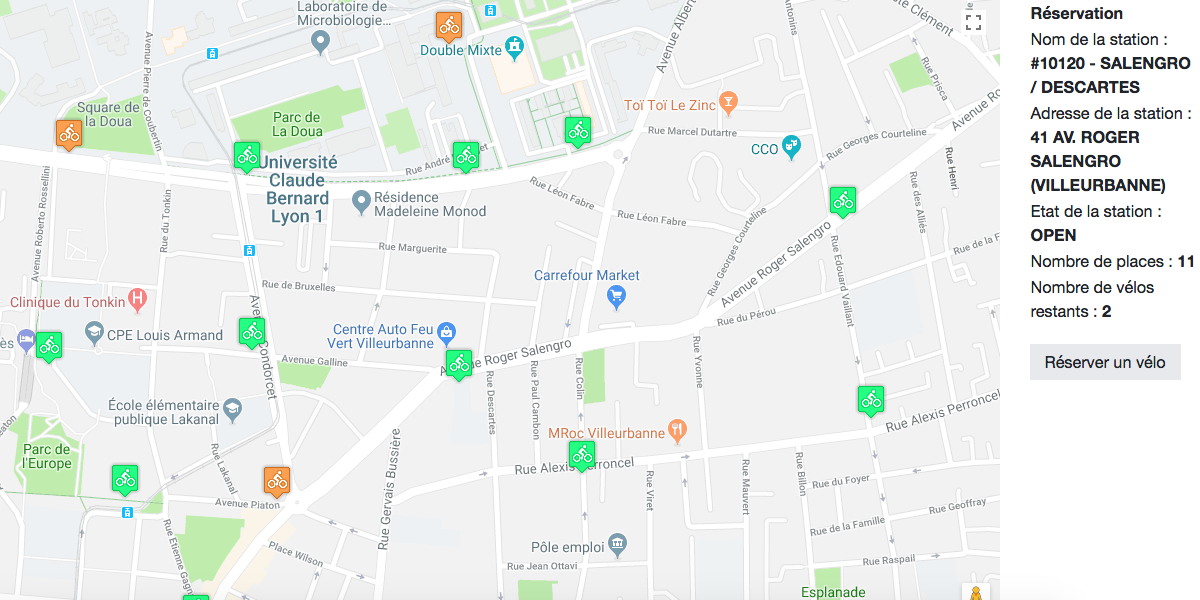 Laboratoire de
Microbiologie...
Avenue Pierre de Coubertin
Double Mixte
Avenue Albert
Antonins
Rue Prisca
Square de
la Doua
Parc de
La Doua
Toï Toï Le Zinc
Rue Marcel Dutartre
CCO
Rue Georges Courteline
Avenue Ro
Université
Claude
Bernard
Lyon 1
Résidence
Madeleine Monod
Rue Léon Fabre
Rue Léon Fabre
Rue Henri
Rue des Alliés
Avenue Roberto Rossellini
Rue du Tonkin
Rue Marguerite
Rue Georges Courteline
Avenue Roger Salengro
Rue Edouard Vaillant
Rue de la F
Rue de Bruxelles
Carrefour Market
Clinique du Tonkin
CPE Louis Armand
Centre Auto Feu
Vert Villeurbanne
Rue du Pérou
ès
Avenue Galline
Avenue Roger Salengro
Rue Yvonne
Rue Descartes
Rue Paul Cambon
Rue Colin
École élémentaire
publique Lakanal
MRoc Villeurbanne
Rue Alexis Perroncel
Rue Alexis Perroncel
Parc de
l'Europe
Rue Lakanal
Avenue Platon
Rue Gervais Bussière
Rue Viret
Rue Mauvert
Rue Billon
Rue du Foyer
Rue Geoffray
Rue de la Famille
Place Wilson
Pôle emploi
Rue Jean Ottavi
Rue Raspail
Esplanade
Réservation
Nom de la station :
#10120 - SALENGRO
/ DESCARTES
Adresse de la station :
41 AV. ROGER
SALENGRO
(VILLEURBANNE)
Etat de la station :
OPEN
Nombre de places : 11
Nombre de vélos
restants : 2
Réserver un vélo